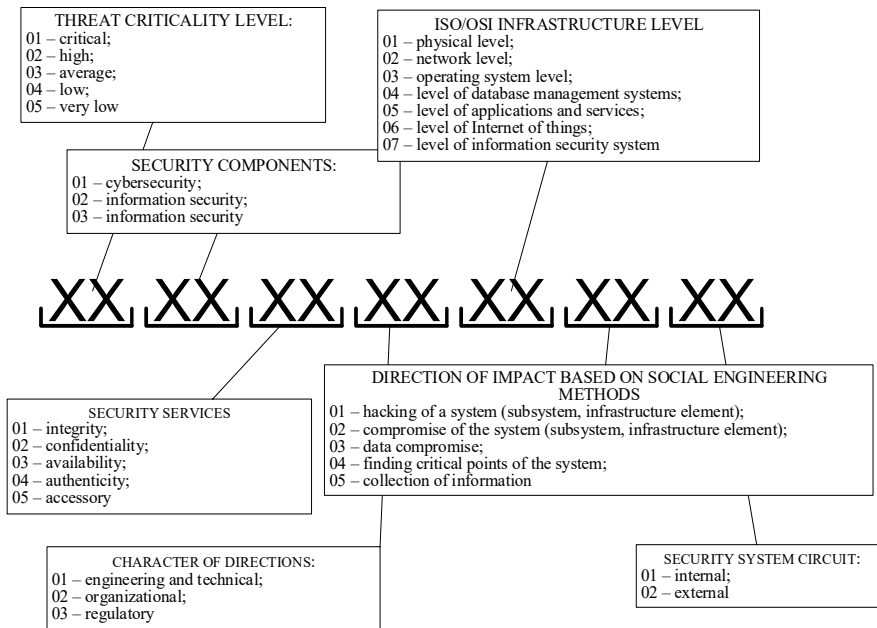 THREAT CRITICALITY LEVEL:
01 – critical;
02 – high;
03 – average;
04 – low;
05 – very low
ISO/OSI INFRASTRUCTURE LEVEL
01 – physical level;
02 – network level;
03 – operating system level;
04 – level of database management systems;
05 – level of applications and services;
06 – level of Internet of things;
07 – level of information security system
SECURITY COMPONENTS:
01 – cybersecurity;
02 – information security;
03 – information security
XX XX XX XX XX XX XX
DIRECTION OF IMPACT BASED ON SOCIAL ENGINEERING
METHODS
01 – hacking of a system (subsystem, infrastructure element);
02 – compromise of the system (subsystem, infrastructure element);
03 – data compromise;
04 – finding critical points of the system;
05 – collection of information
SECURITY SERVICES
01 – integrity;
02 – confidentiality;
03 – availability;
04 – authenticity;
05 – accessory
CHARACTER OF DIRECTIONS:
01 – engineering and technical;
02 – organizational;
03 – regulatory
SECURITY SYSTEM CIRCUIT:
01 – internal;
02 – external